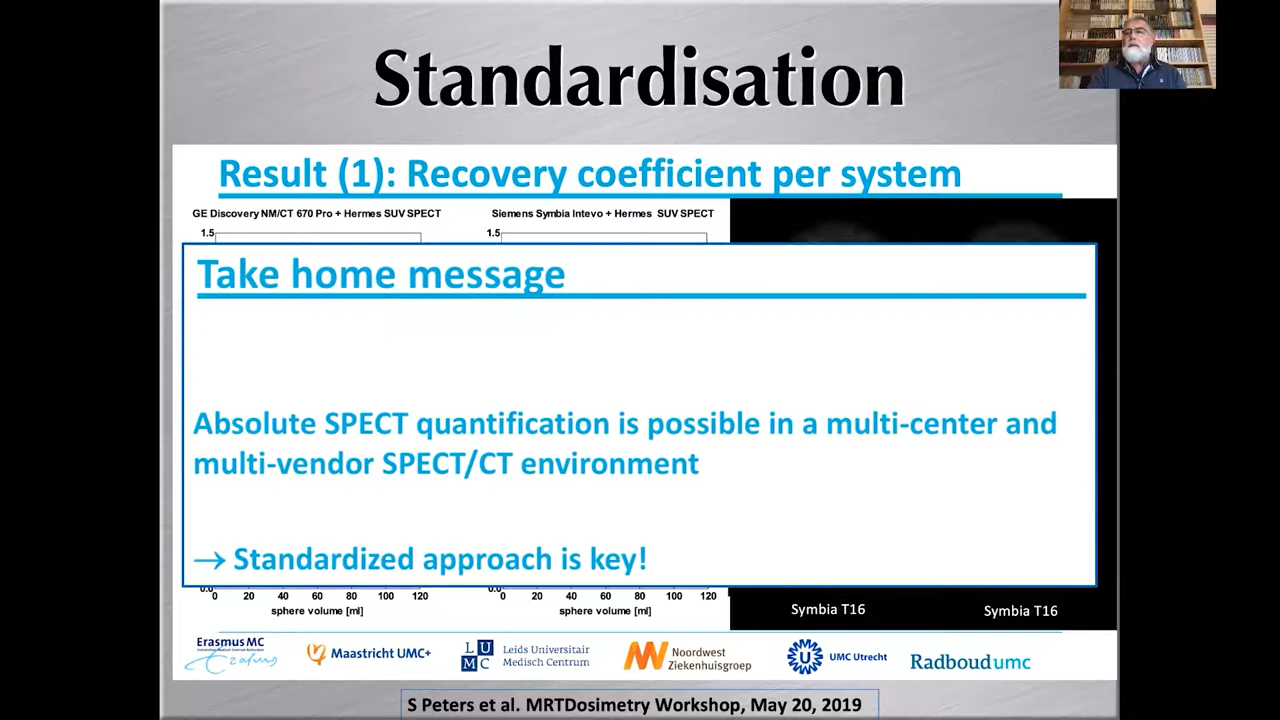 Standardisation
Result (1): Recovery coefficient per system
GE Discovery NM/CT 670 Pro + Hermes SUV SPECT
Siemens Symbia Intevo + Hermes SUV SPECT
1.5
1.5
Take home message
Absolute SPECT quantification is possible in a multi-center and
multi-vendor SPECT/CT environment
→ Standardized approach is key!
0 20 40 60 80 100 120
0 20 40 60 80 100 120
sphere volume [ml]
sphere volume [ml]
Symbia T16
Symbia T16
Erasmus MC
Erasmus
Maastricht UMC+
LUMC
Leids Universitair
Medisch Centrum
Noordwest
Ziekenhuisgroep
UMC Utrecht
Radboudumc
S Peters et al. MRTDosimetry Workshop, May 20, 2019